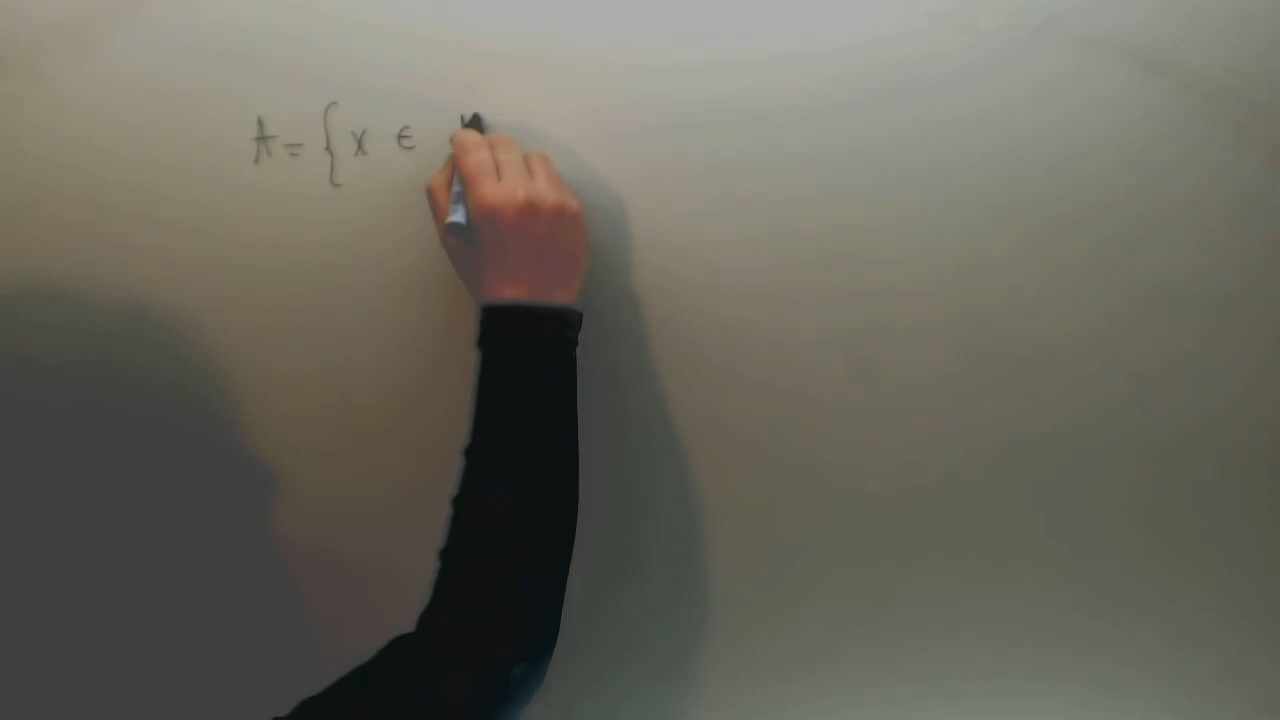 A = { x ∈